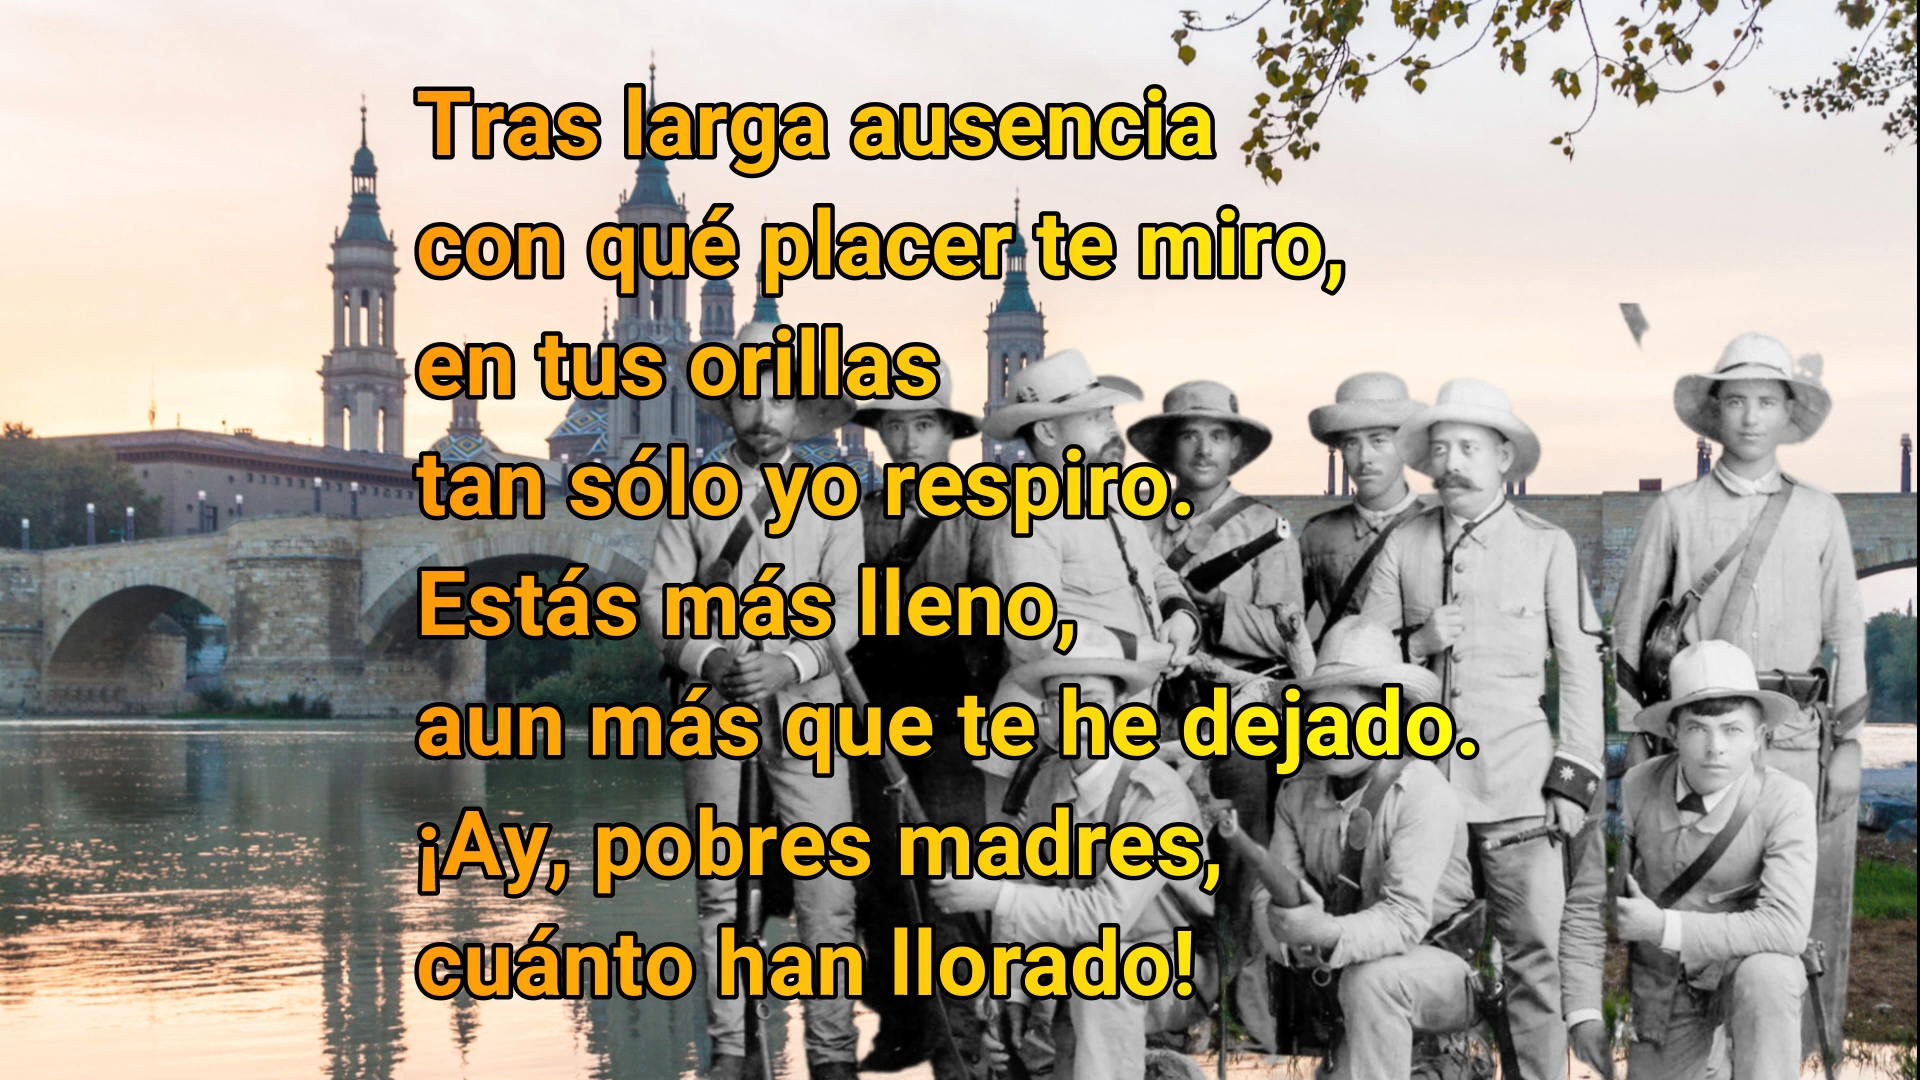 Tras larga ausencia
con qué placer te miro,
en tus orillas
tan sólo yo respiro.
Estás más lleno,
aun más que te he dejado.
¡Ay, pobres madres,
cuánto han llorado!